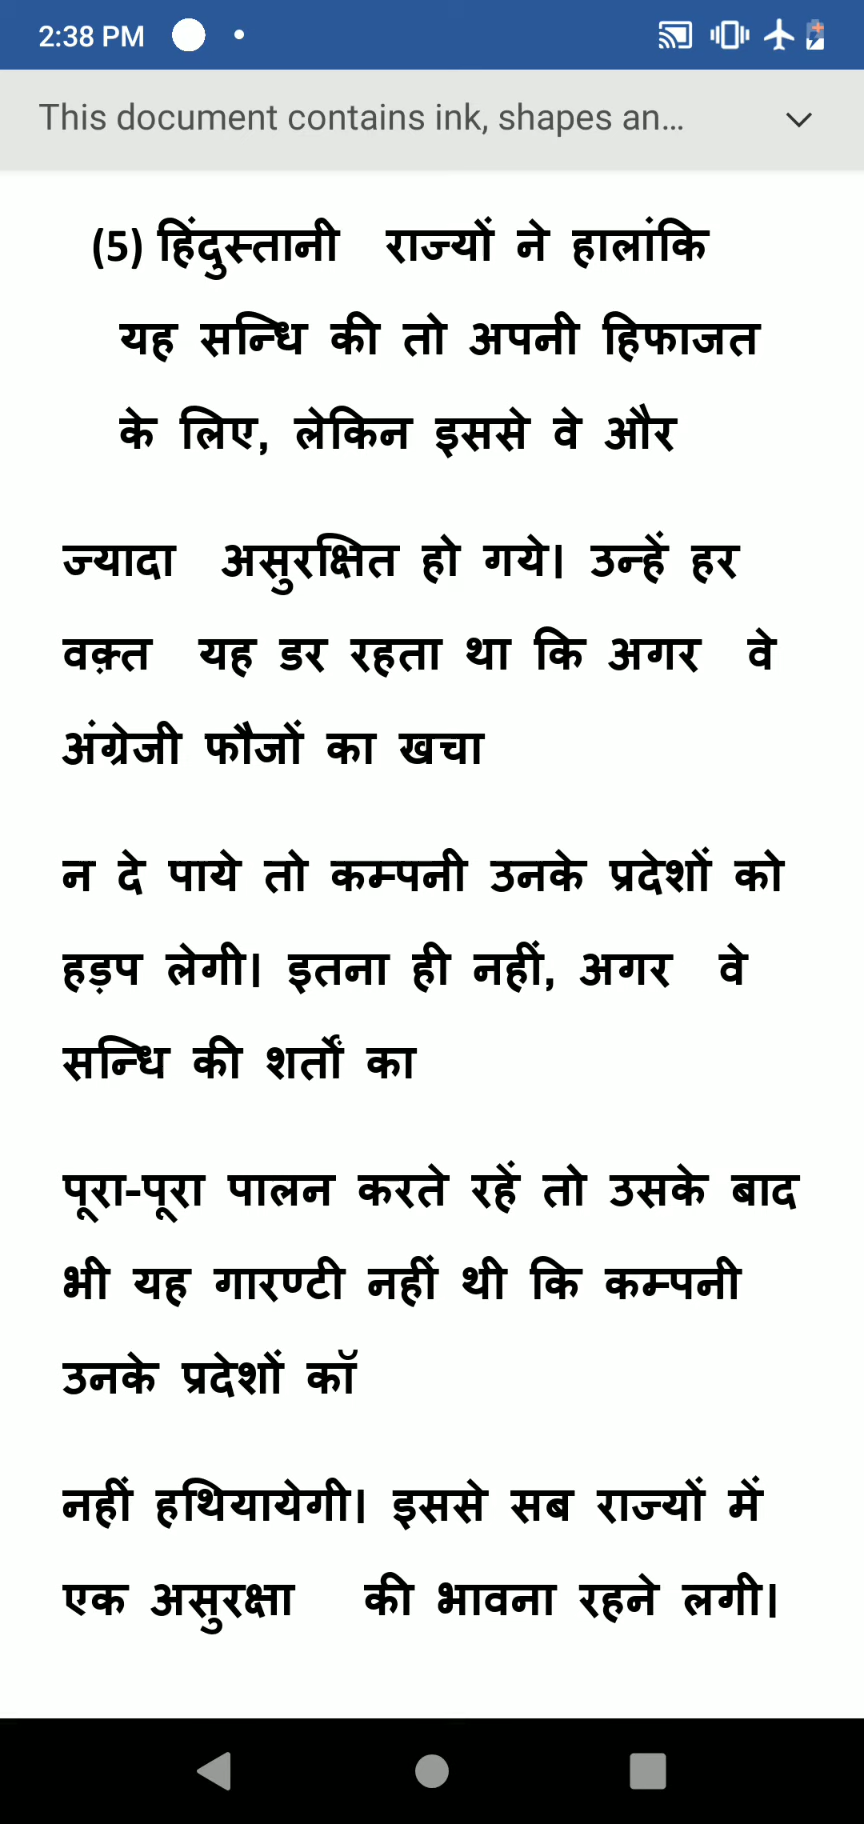 2:38 PM
This document contains ink, shapes an...
(5) हिंदुस्तानी राज्यों ने हालांकि
यह सन्धि की तो अपनी हिफाजत
के लिए, लेकिन इससे वे और
ज्यादा असुरक्षित हो गये। उन्हें हर
वक़्त यह डर रहता था कि अगर वे
अंग्रेजी फौजों का खचा
न दे पाये तो कम्पनी उनके प्रदेशों को
हड़प लेगी। इतना ही नहीं, अगर वे
सन्धि की शर्तों का
पूरा-पूरा पालन करते रहें तो उसके बाद
भी यह गारण्टी नहीं थी कि कम्पनी
उनके प्रदेशों कॉ
नहीं हथियायेगी। इससे सब राज्यों में
एक असुरक्षा की भावना रहने लगी।